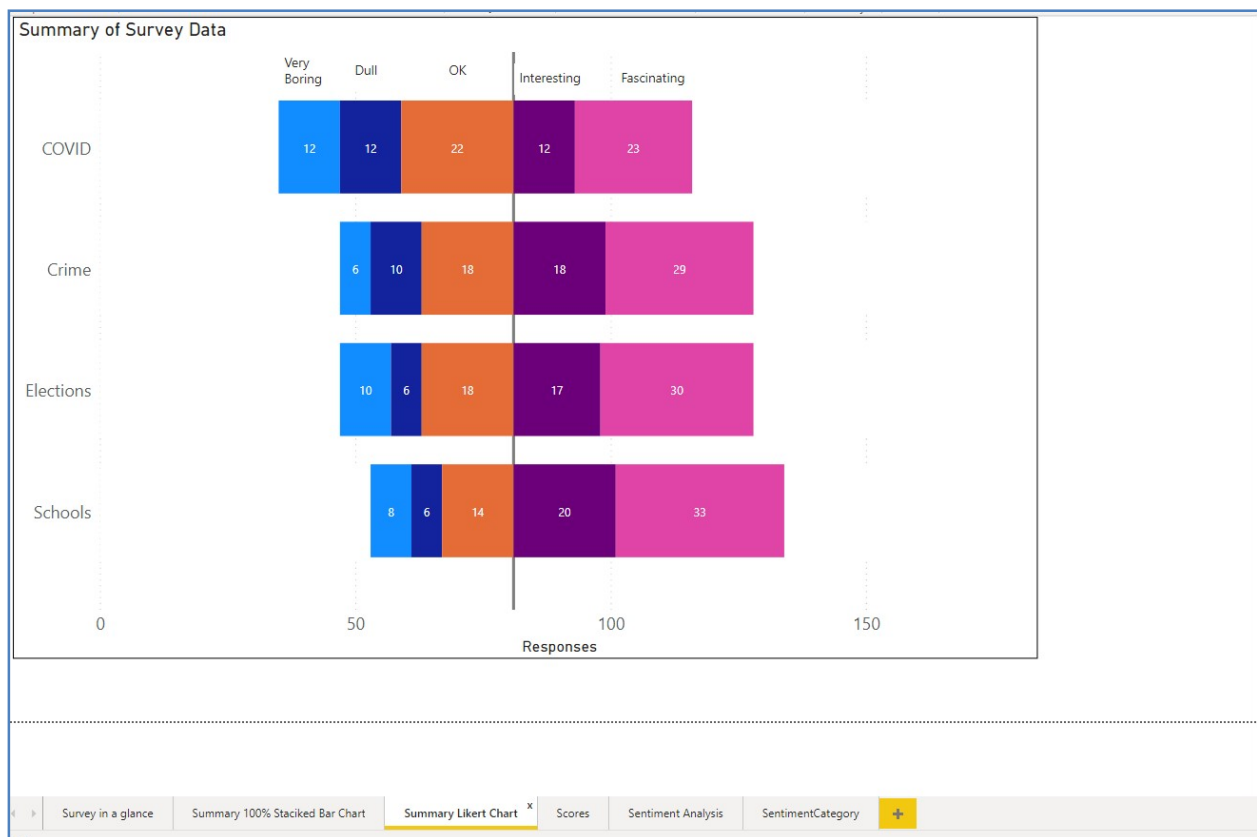 Summary of Survey Data
Very
Boring
Dull
OK
Interesting
Fascinating
COVID
12
12
22
12
23
Crime
6
10
18
18
29
Elections
10
6
18
17
30
Schools
8
6
14
20
33
0
50
100
150
Responses
Survey in a glance
Summary 100% Staciked Bar Chart
Summary Likert Chart
x
Scores
Sentiment Analysis
SentimentCategory
+